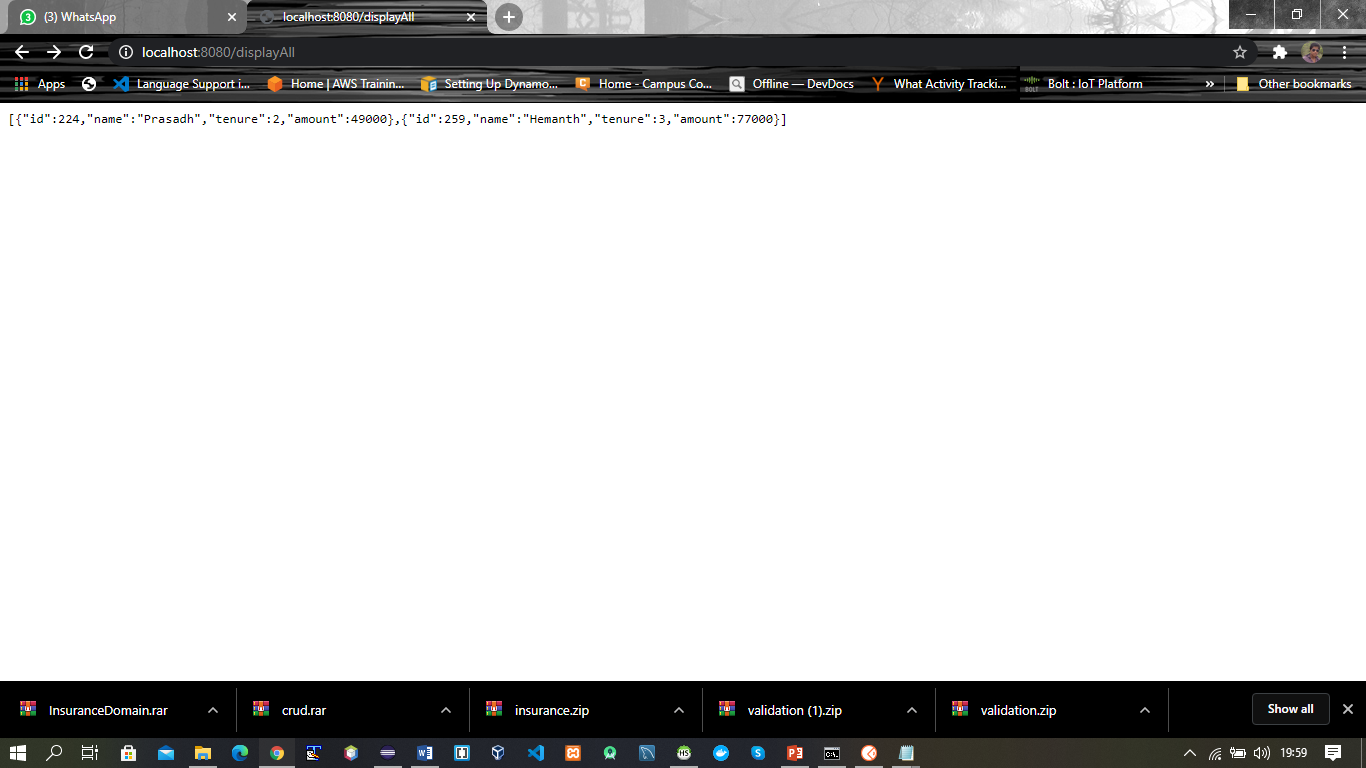 (3) WhatsApp
localhost:8080/displayAll
localhost:8080/displayAll
Apps
Language Support i...
Home | AWS Trainin...
Setting Up Dynamo...
Home - Campus Co...
Offline — DevDocs
What Activity Tracki...
BOLT
Bolt : IoT Platform
»
Other bookmarks
[{"id":224,"name":"Prasadh","tenure":2,"amount":49000},{"id":259,"name":"Hemanth","tenure":3,"amount":77000}]
InsuranceDomain.rar
crud.rar
insurance.zip
validation (1).zip
validation.zip
Show all
19:59